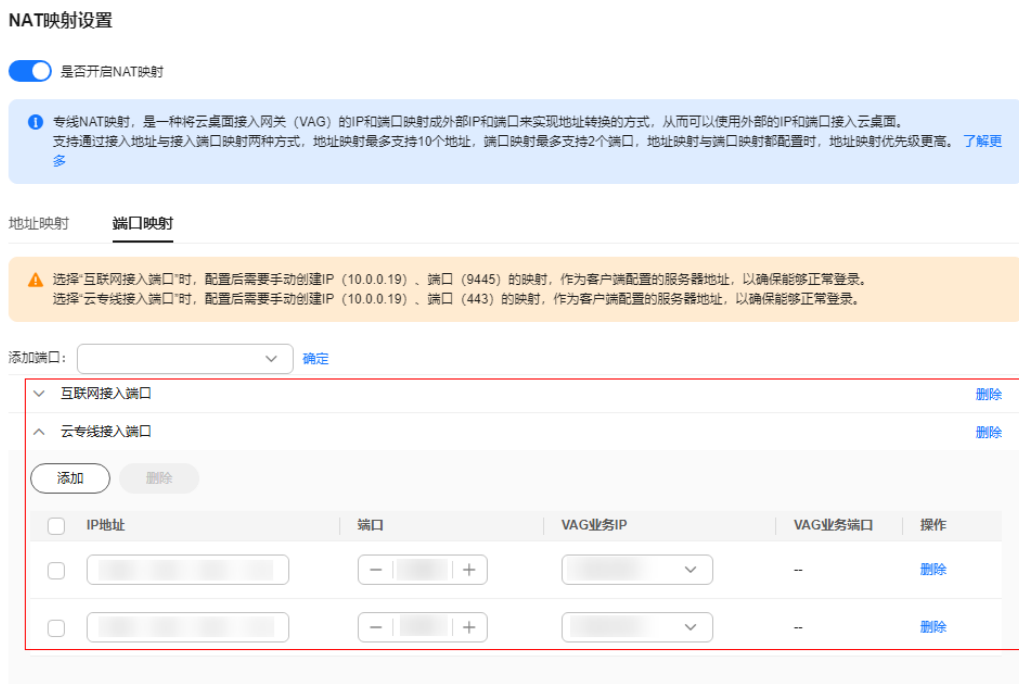 NAT映射设置
是否开启NAT映射
专线NAT映射，是一种将云桌面接入网关（VAG）的IP和端口映射成外部IP和端口来实现地址转换的方式，从而可以使用外部的IP和端口接入云桌面。
支持通过接入地址与接入端口映射两种方式，地址映射最多支持10个地址，端口映射最多支持2个端口，地址映射与端口映射都配置时，地址映射优先级更高。 了解更
多
地址映射 端口映射
选择“互联网接入端口”时，配置后需要手动创建IP（10.0.0.19）、端口（9445）的映射，作为客户端配置的服务器地址，以确保能够正常登录。
选择“云专线接入端口”时，配置后需要手动创建IP（10.0.0.19）、端口（443）的映射，作为客户端配置的服务器地址，以确保能够正常登录。
添加端口： 确定
互联网接入端口 删除
云专线接入端口 删除
添加 删除
IP地址 端口 VAG业务IP VAG业务端口 操作
-- 删除
-- 删除